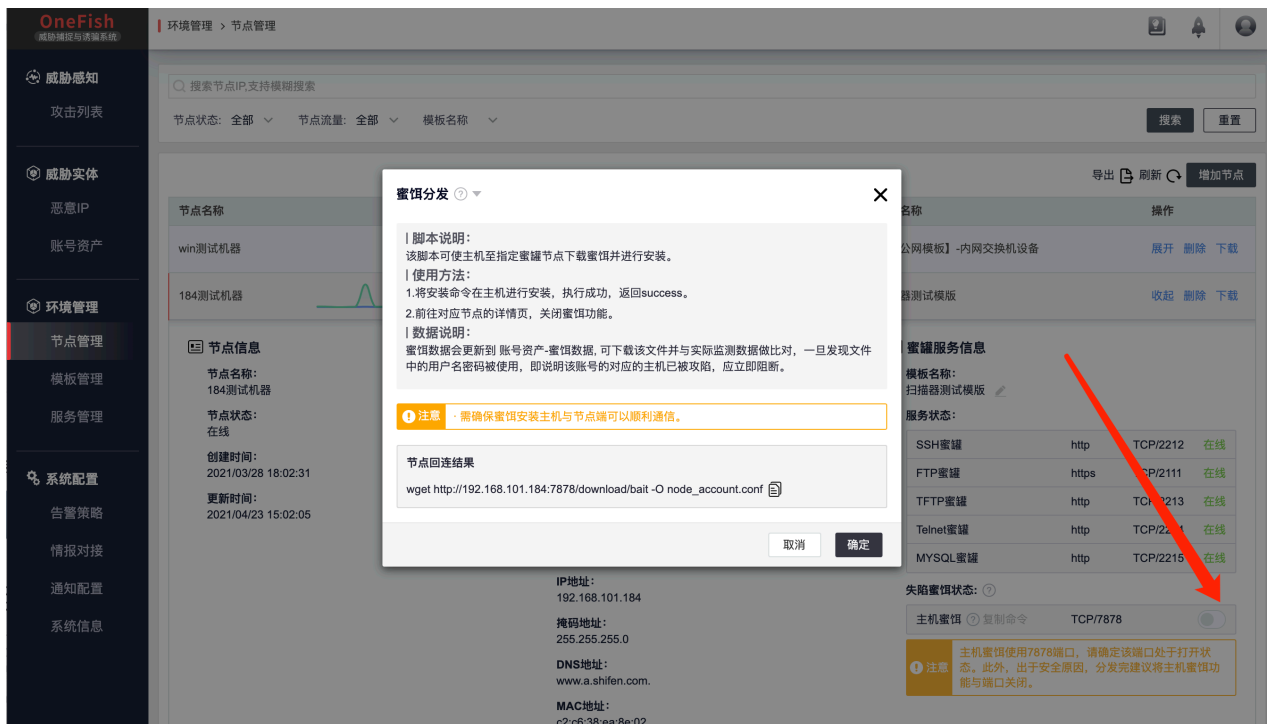 OneFish
威胁捕捉与诱骗系统
环境管理 > 节点管理
威胁感知
攻击列表
威胁实体
恶意IP
账号资产
环境管理
节点管理
模板管理
服务管理
系统配置
告警策略
情报对接
通知配置
系统信息
搜索节点IP,支持模糊搜索
节点状态: 全部
节点流量: 全部
模板名称
搜索
重置
导出
刷新
增加节点
节点名称
名称
操作
win测试机器
公网模板】-内网交换机设备
展开 删除 下载
184测试机器
器测试模版
收起 删除 下载
节点信息
节点名称:
184测试机器
节点状态:
在线
创建时间:
2021/03/28 18:02:31
更新时间:
2021/04/23 15:02:05
蜜饵分发
| 脚本说明:
该脚本可使主机至指定蜜罐节点下载蜜饵并进行安装。
| 使用方法:
1.将安装命令在主机进行安装，执行成功，返回success。
2.前往对应节点的详情页，关闭蜜饵功能。
| 数据说明:
蜜饵数据会更新到 账号资产-蜜饵数据, 可下载该文件并与实际监测数据做比对，一旦发现文
件中的用户名密码被使用，即说明该账号的对应的主机已被攻陷，应立即阻断。
注意 · 需确保蜜饵安装主机与节点端可以顺利通信。
节点回连结果
wget http://192.168.101.184:7878/download/bait -O node_account.conf
取消
确定
IP地址:
192.168.101.184
掩码地址:
255.255.255.0
DNS地址:
www.a.shifen.com.
MAC地址:
c2:c6:38:ea:8e:02
蜜罐服务信息
模板名称:
扫描器测试模版
服务状态:
SSH蜜罐 http TCP/2212 在线
FTP蜜罐 https TCP/2111 在线
TFTP蜜罐 http TCP/2213 在线
Telnet蜜罐 http 在线
MYSQL蜜罐 http TCP/2215 在线
失陷蜜饵状态:
主机蜜饵 复制命令 TCP/7878
注意
主机蜜饵使用7878端口，请确定该端口处于打开状
态。此外，出于安全原因，分发完建议将主机蜜饵功
能与端口关闭。